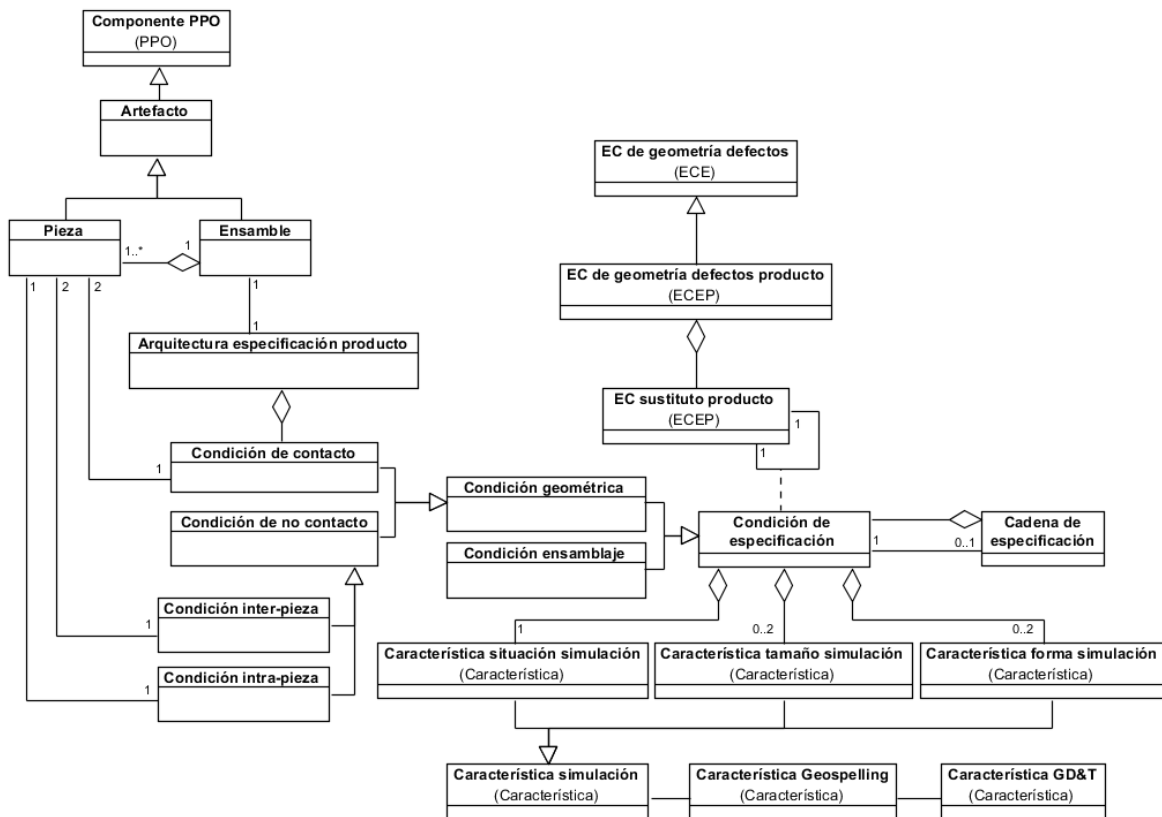 Componente PPO
(PPO)
Artefacto
EC de geometría defectos
(ECE)
Pieza
Ensamble
1..*
1
EC de geometría defectos producto
(ECEP)
1
2
2
1
1
Arquitectura especificación producto
EC sustituto producto
(ECEP)
1
1
Condición de contacto
1
Condición de no contacto
Condición geométrica
Condición ensamblaje
Condición de
especificación
Cadena de
especificación
1
0..1
Condición inter-pieza
1
Condición intra-pieza
1
1
0..2
0..2
Característica situación simulación
(Característica)
Característica tamaño simulación
(Característica)
Característica forma simulación
(Característica)
Característica simulación
(Característica)
Característica Geospelling
(Característica)
Característica GD&T
(Característica)